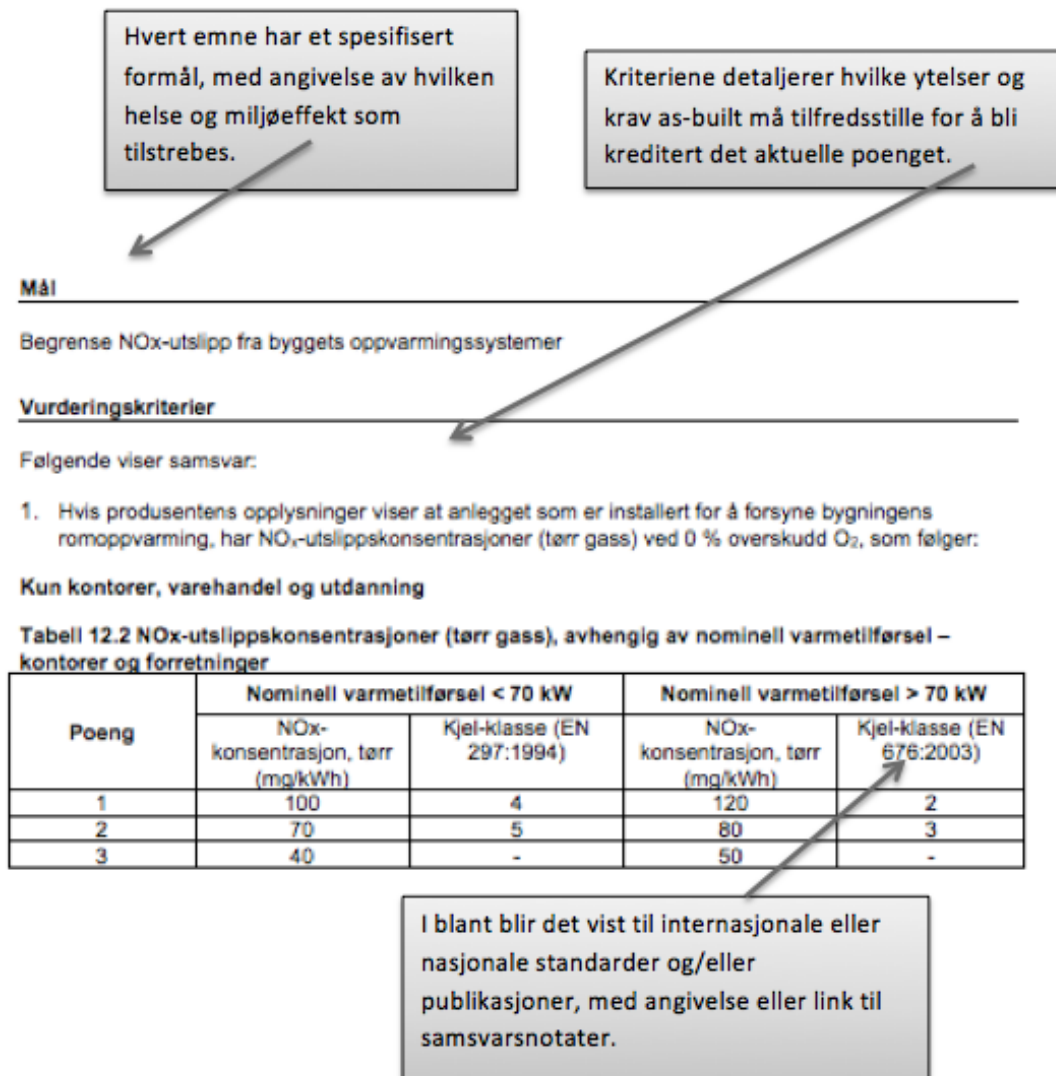 Hvert emne har et spesifisert
formål, med angivelse av hvilken
helse og miljøeffekt som
tilstrebes.
Kriteriene detaljerer hvilke ytelser og
krav as-built må tilfredsstille for å bli
kreditert det aktuelle poenget.
Mål
Begrense NOx-utslipp fra byggets oppvarmingssystemer
Vurderingskriterier
Følgende viser samsvar:
1. Hvis produsentens opplysninger viser at anlegget som er installert for å forsyne bygningens
romoppvarming, har NOₓ-utslippskonsentrasjoner (tørr gass) ved 0 % overskudd O₂, som følger:
Kun kontorer, varehandel og utdanning
Tabell 12.2 NOx-utslippskonsentrasjoner (tørr gass), avhengig av nominell varmetilførsel –
kontorer og forretninger
Poeng Nominell varmetilførsel < 70 kW Nominell varmetilførsel > 70 kW
NOx- Kjel-klasse (EN NOx- Kjel-klasse (EN
konsentrasjon, tørr 297:1994) konsentrasjon, tørr 676:2003)
(mg/kWh) (mg/kWh)
1 100 4 120 2
2 70 5 80 3
3 40 - 50 -
I blant blir det vist til internasjonale eller
nasjonale standarder og/eller
publikasjoner, med angivelse eller link til
samsvarsnotater.